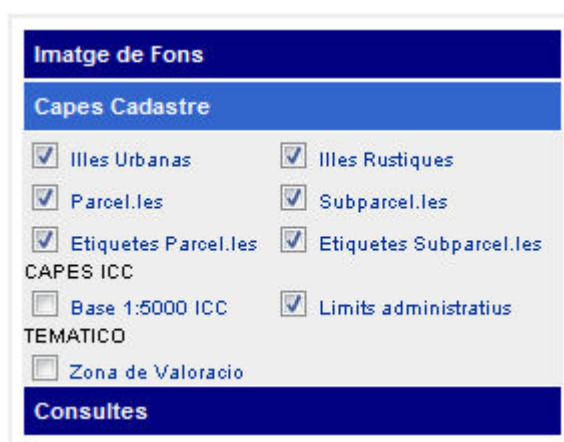 Imatge de Fons
Capes Cadastre
Illes Urbanas Illes Rustiques
Parcel.les Subparcel.les
Etiquetes Parcel.les Etiquetes Subparcel.les
CAPES ICC
Base 1:5000 ICC Limits administratius
TEMATICO
Zona de Valoracio
Consultes